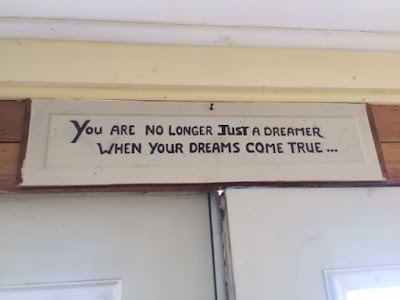 You are no longer just a dreamer
when your dreams come true ...